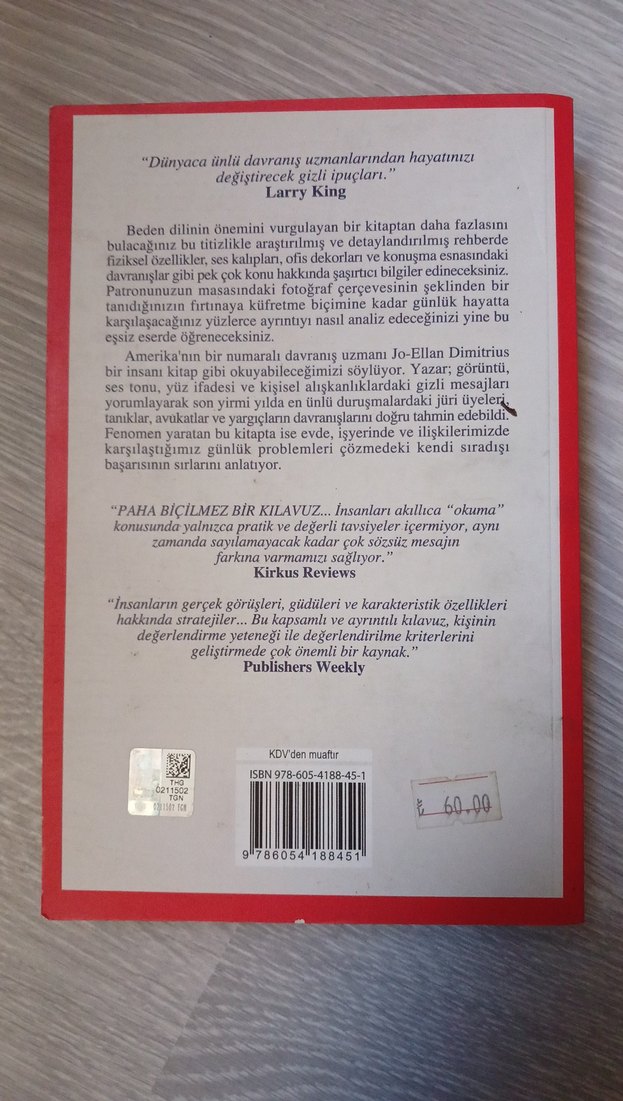 “Dünyaca ünlü davranış uzmanlarından hayatınızı
değiştirecek gizli ipuçları.”
Larry King
Beden dilinin önemini vurgulayan bir kitaptan daha fazlasını
bulacağınız bu titizlikle araştırılmış ve detaylandırılmış rehberde
fiziksel özellikler, ses kalıpları, ofis dekorları ve konuşma esnasındaki
davranışlar gibi pek çok konu hakkında şaşırtıcı bilgiler edineceksiniz.
Patronunuzun masasındaki fotoğraf çerçevesinin şeklinden bir
tanıdığınızın fırtınaya küfretme biçimine kadar günlük hayatta
karşılaşacağınız yüzlerce ayrıntıyı nasıl analiz edeceğinizi yine bu
eşsiz eserde öğreneceksiniz.
Amerika'nın bir numaralı davranış uzmanı Jo-Ellan Dimitrius
bir insanı kitap gibi okuyabileceğimizi söylüyor. Yazar; görüntü,
ses tonu, yüz ifadesi ve kişisel alışkanlıklardaki gizli mesajları
yorumlayarak son yirmi yılda en ünlü duruşmalardaki jüri üyeleri,
tanıklar, avukatlar ve yargıçların davranışlarını doğru tahmin edebildi.
Fenomen yaratan bu kitapta ise evde, işyerinde ve ilişkilerimizde
karşılaştığımız günlük problemleri çözmedeki kendi sıradışı
başarısının sırlarını anlatıyor.
“PAHA BİÇİLMEZ BİR KILAVUZ... İnsanları akıllıca “okuma”
konusunda yalnızca pratik ve değerli tavsiyeler içermiyor, aynı
zamanda sayılamayacak kadar çok sözsüz mesajın
farkına varmamızı sağlıyor.”
Kirkus Reviews
“İnsanların gerçek görüşleri, güdüleri ve karakteristik özellikleri
hakkında stratejiler... Bu kapsamlı ve ayrıntılı kılavuz, kişinin
değerlendirme yeteneği ile değerlendirilme kriterlerini
geliştirmede çok önemli bir kaynak.”
Publishers Weekly
KDV'den muaftır
ISBN 978-605-4188-45-1
9 786054 188451
THG
0211502
TGN
0211502 TGN
60.00